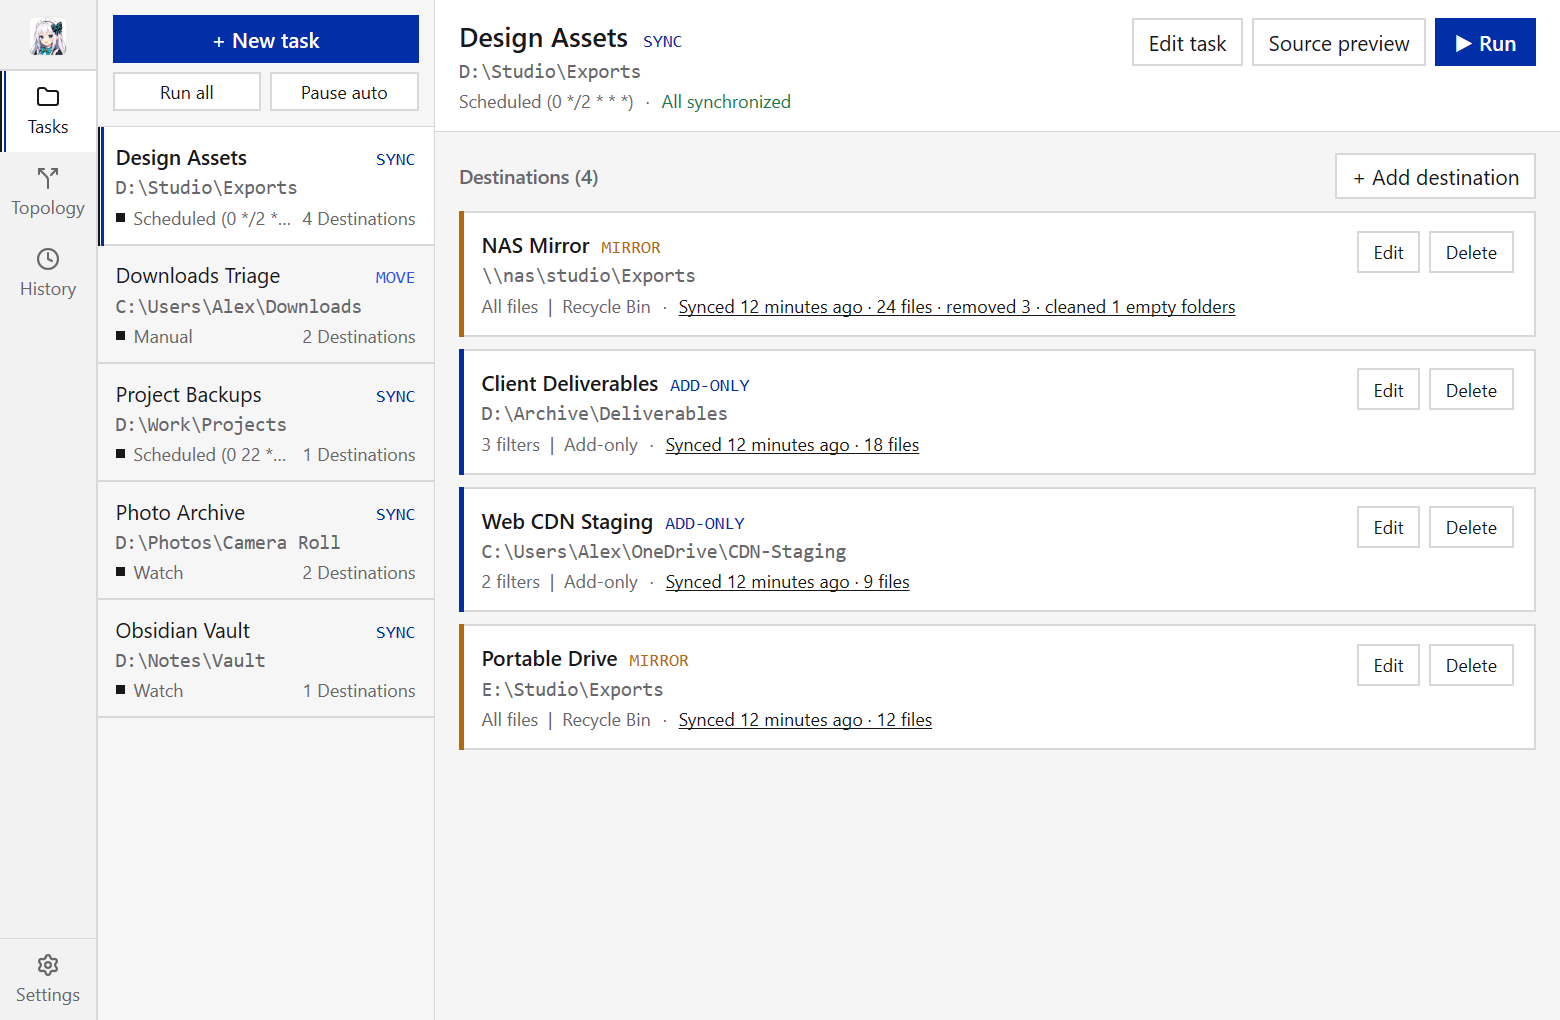 Tasks
Topology
History
Settings
+ New task
Run all
Pause auto
Design Assets SYNC
D:\Studio\Exports
Scheduled (0 */2 *... 4 Destinations
Downloads Triage MOVE
C:\Users\Alex\Downloads
Manual 2 Destinations
Project Backups SYNC
D:\Work\Projects
Scheduled (0 22 *... 1 Destinations
Photo Archive SYNC
D:\Photos\Camera Roll
Watch 2 Destinations
Obsidian Vault SYNC
D:\Notes\Vault
Watch 1 Destinations
Design Assets SYNC
D:\Studio\Exports
Scheduled (0 */2 * * *) · All synchronized
Edit task
Source preview
▶ Run
Destinations (4)
+ Add destination
NAS Mirror MIRROR
\\nas\studio\Exports
All files | Recycle Bin · Synced 12 minutes ago · 24 files · removed 3 · cleaned 1 empty folders
Edit
Delete
Client Deliverables ADD-ONLY
D:\Archive\Deliverables
3 filters | Add-only · Synced 12 minutes ago · 18 files
Edit
Delete
Web CDN Staging ADD-ONLY
C:\Users\Alex\OneDrive\CDN-Staging
2 filters | Add-only · Synced 12 minutes ago · 9 files
Edit
Delete
Portable Drive MIRROR
E:\Studio\Exports
All files | Recycle Bin · Synced 12 minutes ago · 12 files
Edit
Delete